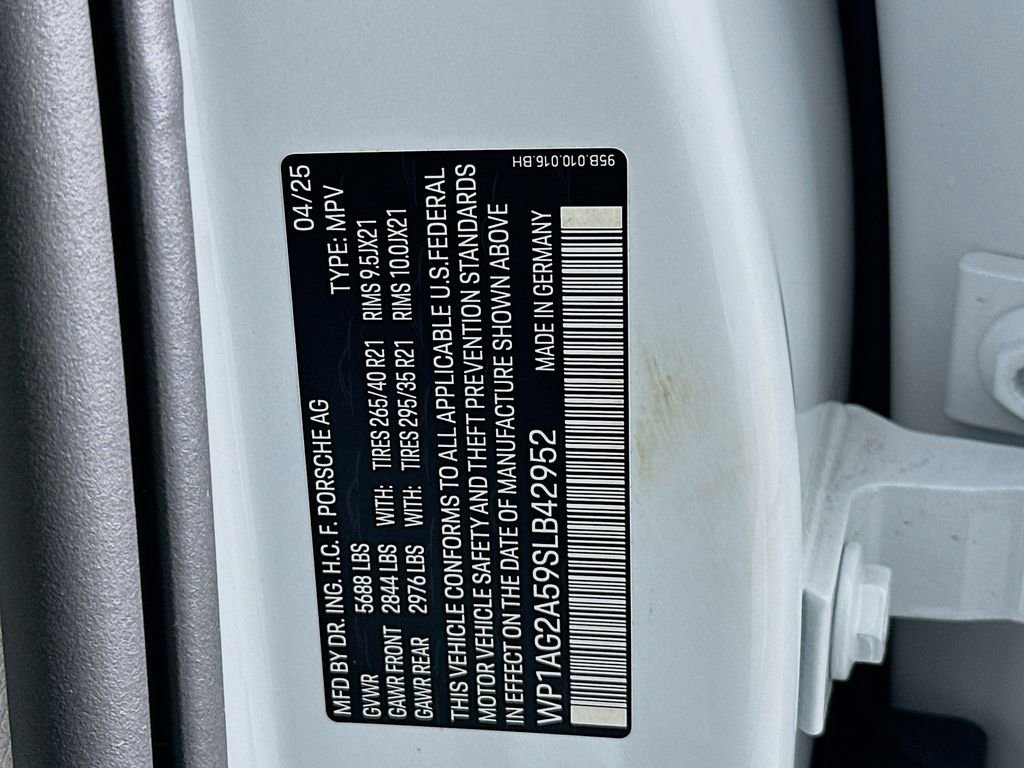 MFD BY DR. ING. H.C. F. PORSCHE AG 04/25
GVWR 5688 LBS TYPE: MPV
GAWR FRONT 2844 LBS WITH: TIRES 265/40 R21 RIMS 9.5JX21
GAWR REAR 2976 LBS WITH: TIRES 295/35 R21 RIMS 10.0JX21
THIS VEHICLE CONFORMS TO ALL APPLICABLE U.S.FEDERAL
MOTOR VEHICLE SAFETY AND THEFT PREVENTION STANDARDS
IN EFFECT ON THE DATE OF MANUFACTURE SHOWN ABOVE
WP1AG2A59SLB42952 MADE IN GERMANY
95B.010.016.BH